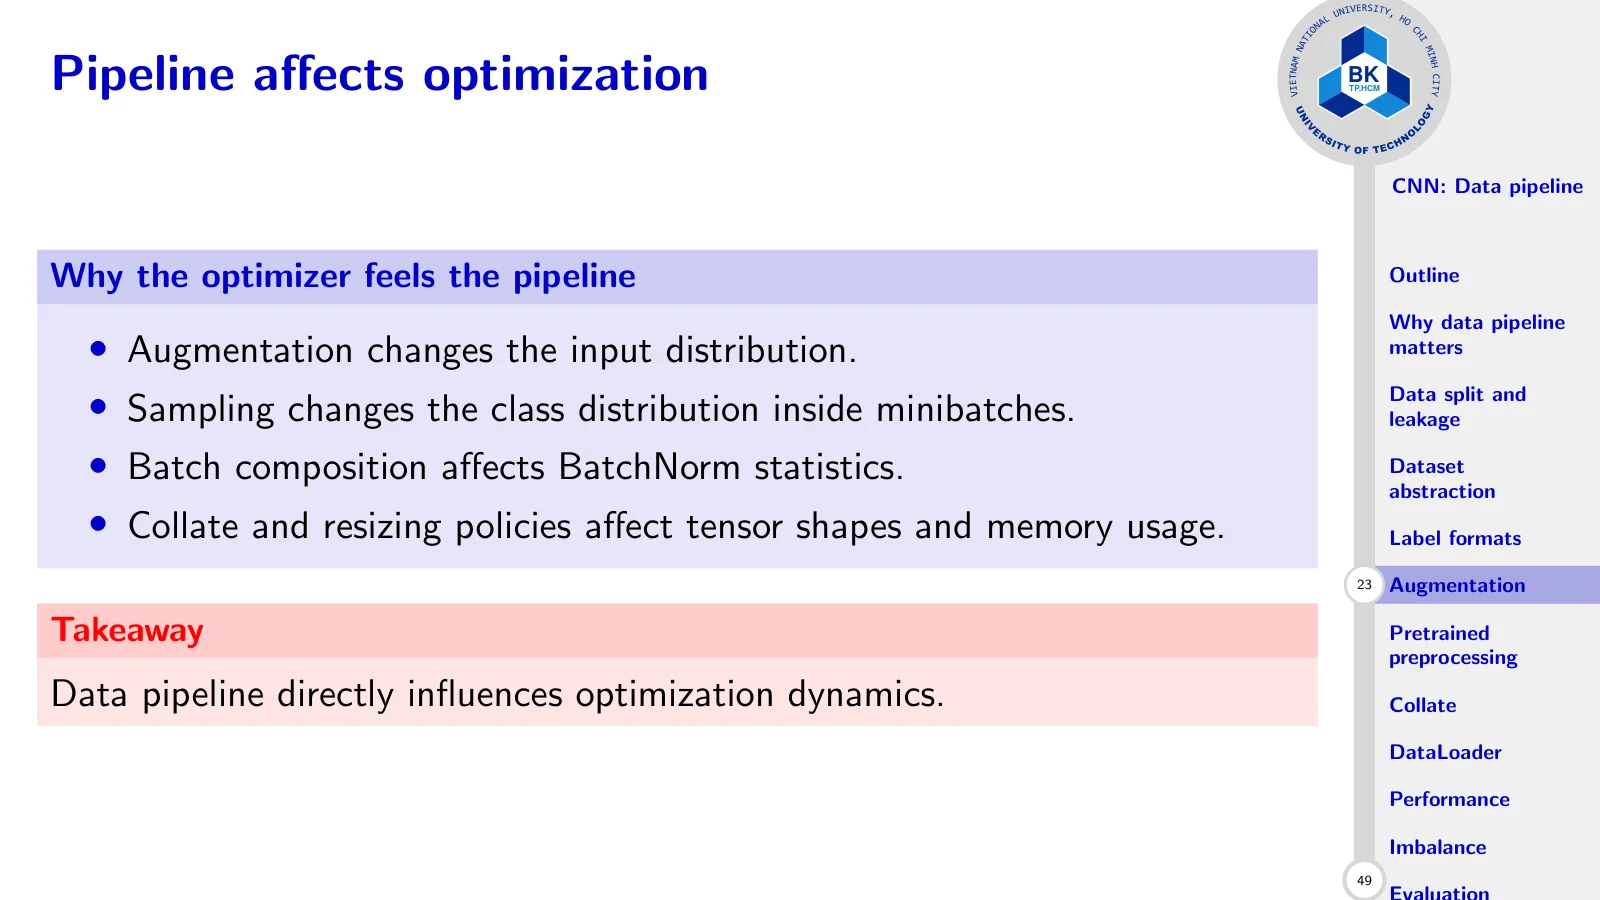 Pipeline affects optimization
Why the optimizer feels the pipeline
• Augmentation changes the input distribution.
• Sampling changes the class distribution inside minibatches.
• Batch composition affects BatchNorm statistics.
• Collate and resizing policies affect tensor shapes and memory usage.
Takeaway
Data pipeline directly influences optimization dynamics.
VIETNAM NATIONAL UNIVERSITY, HO CHI MINH CITY
BK
TP.HCM
UNIVERSITY OF TECHNOLOGY
CNN: Data pipeline
Outline
Why data pipeline
matters
Data split and
leakage
Dataset
abstraction
Label formats
23
Augmentation
Pretrained
preprocessing
Collate
DataLoader
Performance
Imbalance
49
Evaluation